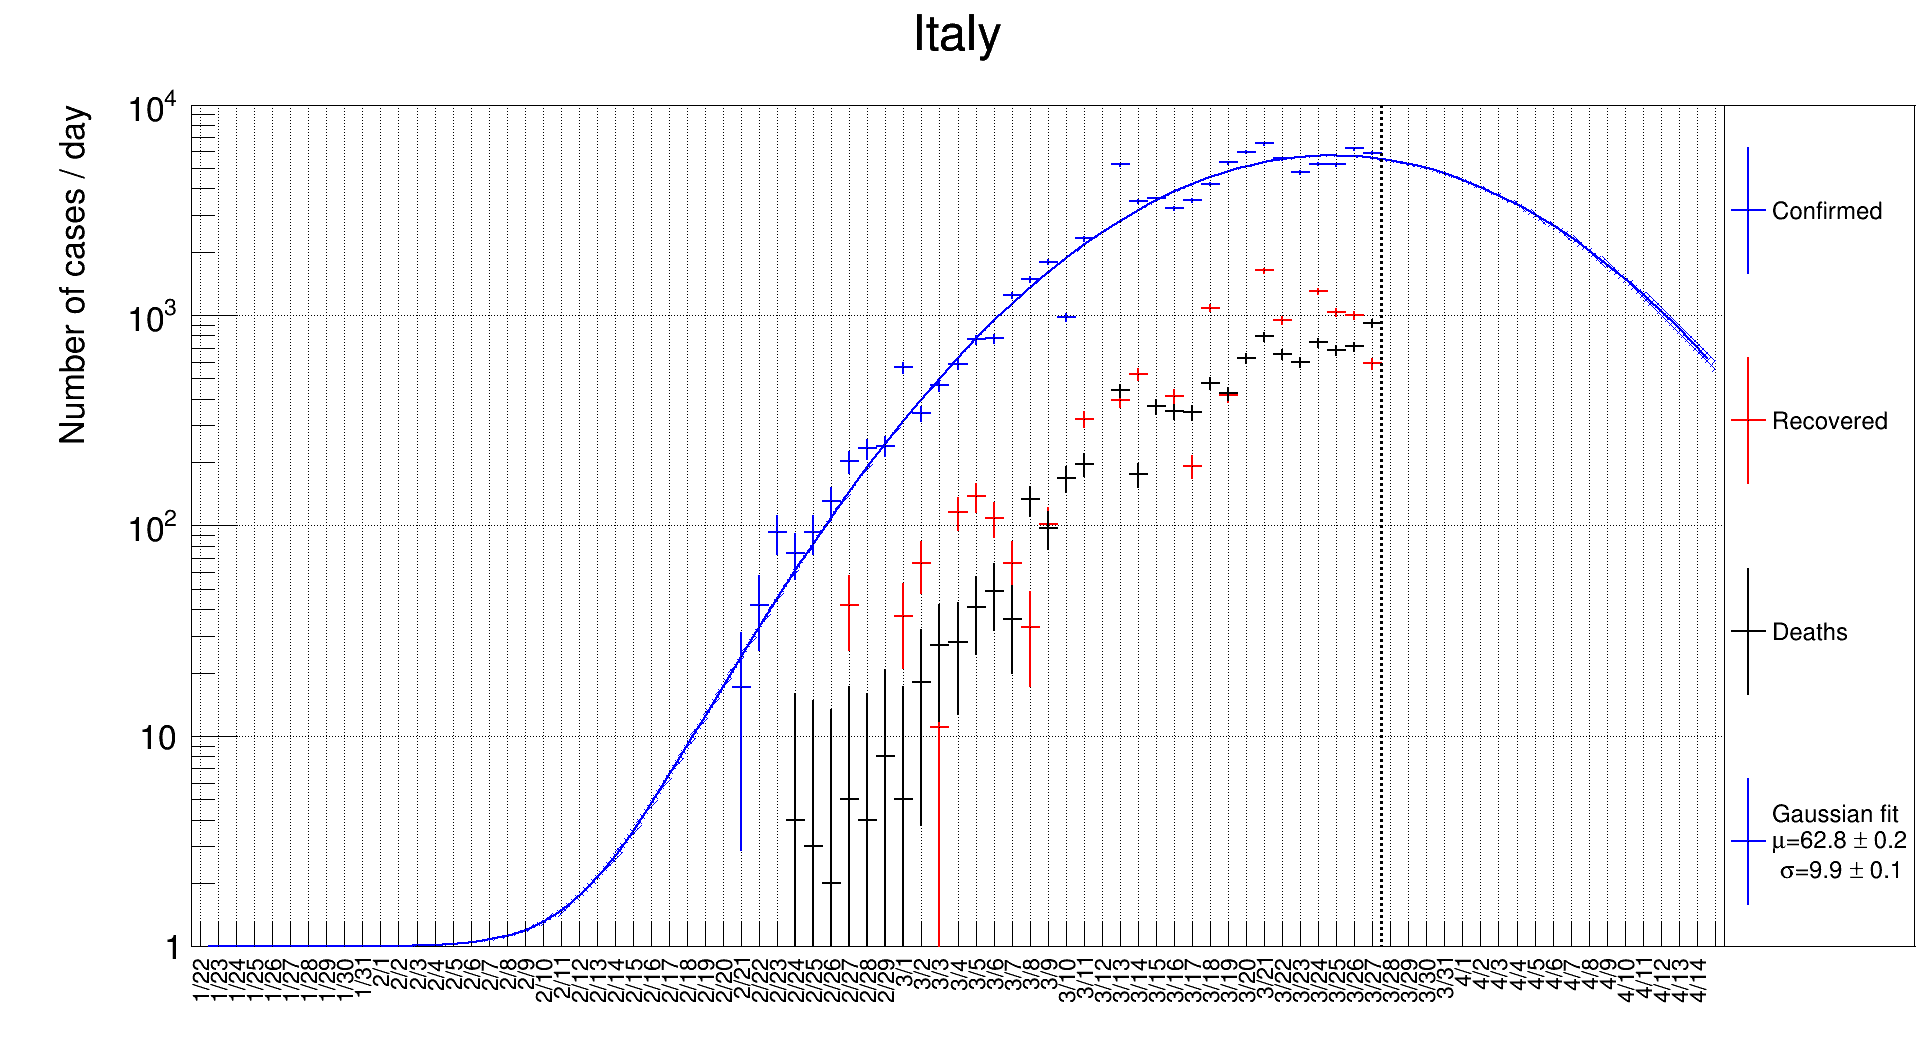 Italy
Number of cases / day
10^4
10^3
10^2
10
1
1/22 1/23 1/24 1/25 1/26 1/27 1/28 1/29 1/30 1/31 2/1 2/2 2/3 2/4 2/5 2/6 2/7 2/8 2/9 2/10 2/11 2/12 2/13 2/14 2/15 2/16 2/17 2/18 2/19 2/20 2/21 2/22 2/23 2/24 2/25 2/26 2/27 2/28 2/29 3/1 3/2 3/3 3/4 3/5 3/6 3/7 3/8 3/9 3/10 3/11 3/12 3/13 3/14 3/15 3/16 3/17 3/18 3/19 3/20 3/21 3/22 3/23 3/24 3/25 3/26 3/27 3/28 3/29 3/30 3/31 4/1 4/2 4/3 4/4 4/5 4/6 4/7 4/8 4/9 4/10 4/11 4/12 4/13 4/14
Confirmed
Recovered
Deaths
Gaussian fit
μ=62.8 ± 0.2
σ=9.9 ± 0.1